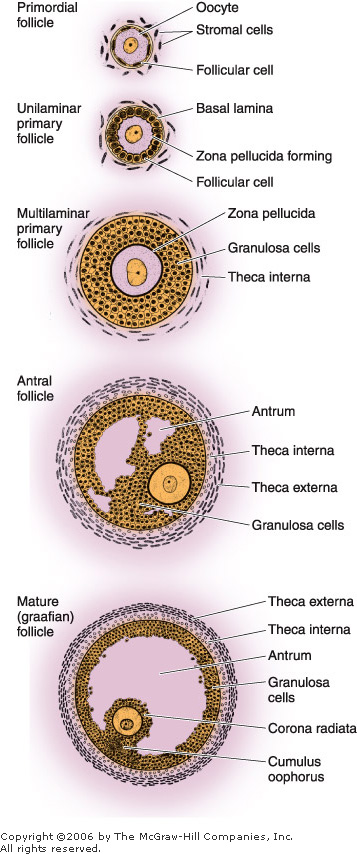 Primordial
follicle
Oocyte
Stromal cells
Follicular cell
Unilaminar
primary
follicle
Basal lamina
Zona pellucida forming
Follicular cell
Multilaminar
primary follicle
Zona pellucida
Granulosa cells
Theca interna
Antral
follicle
Antrum
Theca interna
Theca externa
Granulosa cells
Mature
(graafian)
follicle
Theca externa
Theca interna
Antrum
Granulosa
cells
Corona radiata
Cumulus
oophorus
Copyright ©2006 by The McGraw-Hill Companies, Inc.
All rights reserved.